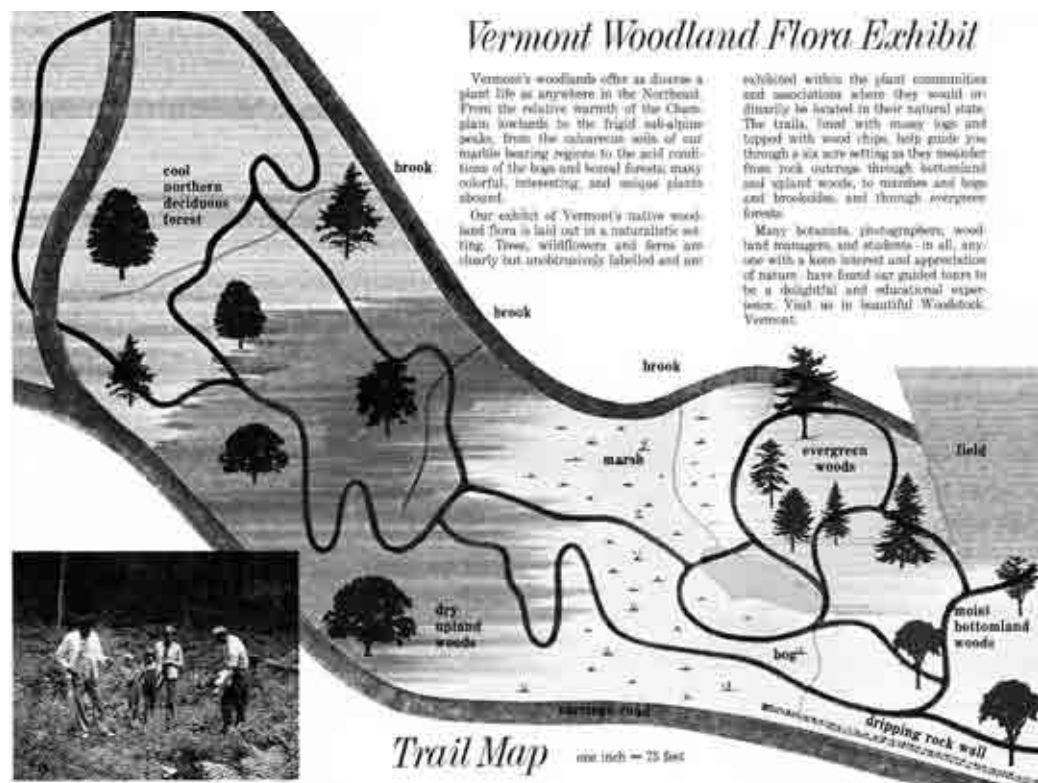 Vermont Woodland Flora Exhibit
Vermont's woodlands offer as diverse a
plant life as anywhere in the Northeast.
From the relative warmth of the Cham-
plain lowlands to the frigid sub-alpine
peaks, from the calcareous soils of our
marble bearing regions to the acid condi-
tions of the bogs and boreal forests, many
colorful, interesting, and unique plants
abound.
Our exhibit of Vermont's native wood-
land flora is laid out in a naturalistic set-
ting. Trees, wildflowers and ferns are
clearly but unobtrusively labelled and are
exhibited within the plant communities
and associations where they would or-
dinarily be located in their natural state.
The trails, lined with mossy logs and
topped with wood chips, help guide you
through a six acre setting as they meander
from rock outcrops through bottomland
and upland woods, to marshes and bogs
and brooksides, and through evergreen
forests.
Many botanists, photographers, wood-
land managers, and students - in all, any-
one with a keen interest and appreciation
of nature - have found our guided tours to
be a delightful and educational exper-
ience. Visit us in beautiful Woodstock,
Vermont.
brook
cool
northern
deciduous
forest
brook
brook
marsh
evergreen
woods
field
dry
upland
woods
moist
bottomland
woods
bog
carriage road
dripping rock wall
Trail Map
one inch = 75 feet